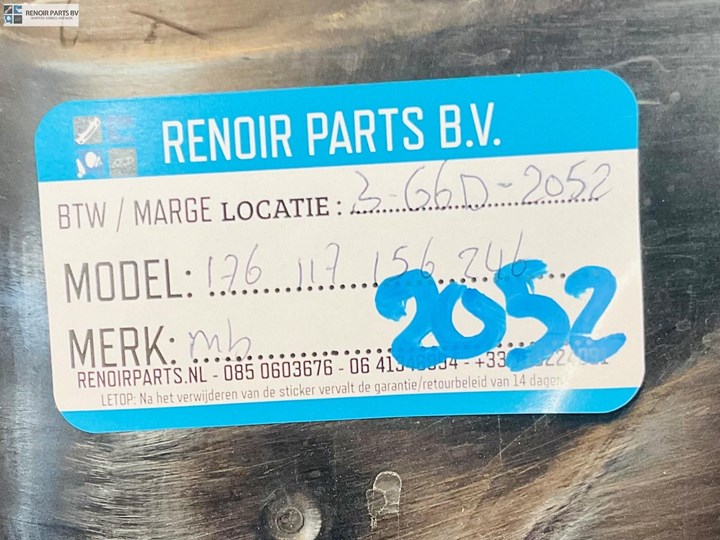 RENOIR PARTS BV
RENOIR PARTS B.V.
BTW / MARGE LOCATIE : 3-G6D-2052
MODEL: 176 117 156 246
2052
MERK: mb
RENOIRPARTS.NL - 085 0603676 - 06
LETOP: Na het verwijderen van de sticker vervalt de garantie/retourbeleid van 14 dagen